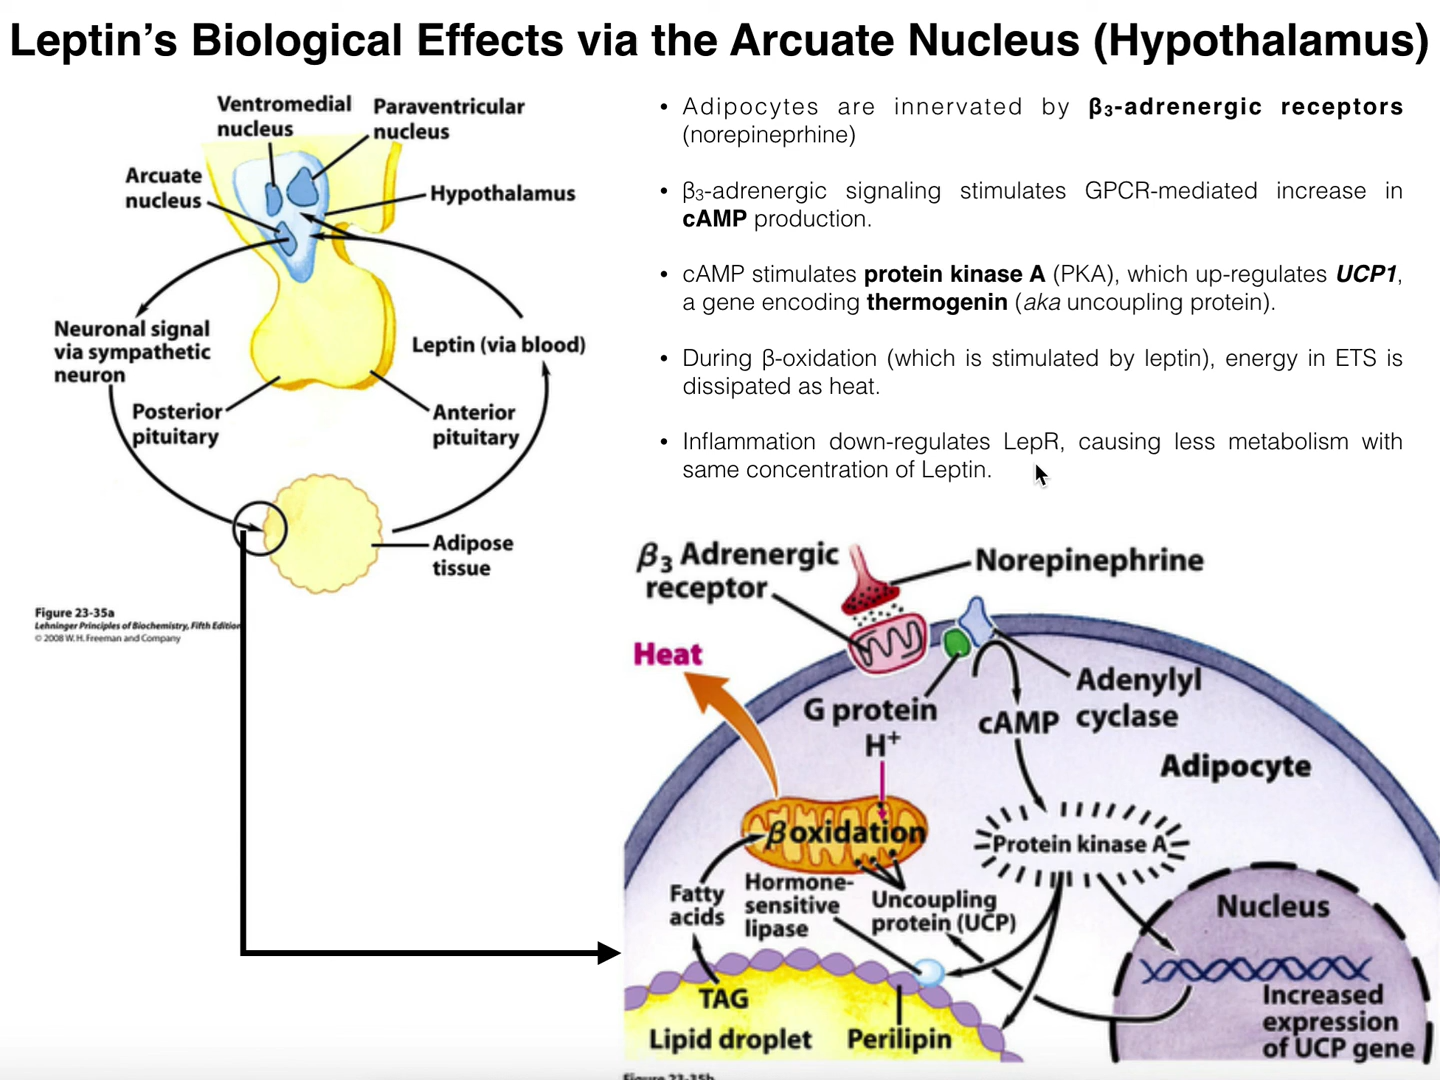 Leptin’s Biological Effects via the Arcuate Nucleus (Hypothalamus)
Ventromedial
nucleus
Paraventricular
nucleus
Arcuate
nucleus
Hypothalamus
Neuronal signal
via sympathetic
neuron
Leptin (via blood)
Posterior
pituitary
Anterior
pituitary
Adipose
tissue
Figure 23-35a
Lehninger Principles of Biochemistry, Fifth Edition
© 2008 W. H. Freeman and Company
• Adipocytes are innervated by β3-adrenergic receptors
(norepineprhine)
• β3-adrenergic signaling stimulates GPCR-mediated increase in
cAMP production.
• cAMP stimulates protein kinase A (PKA), which up-regulates UCP1,
a gene encoding thermogenin (aka uncoupling protein).
• During β-oxidation (which is stimulated by leptin), energy in ETS is
dissipated as heat.
• Inflammation down-regulates LepR, causing less metabolism with
same concentration of Leptin.
β3 Adrenergic
receptor
Norepinephrine
Heat
G protein
Adenylyl
cyclase
cAMP
H+
Adipocyte
β oxidation
Protein kinase A
Fatty
acids
Hormone-
sensitive
lipase
Uncoupling
protein (UCP)
Nucleus
TAG
Lipid droplet
Perilipin
Increased
expression
of UCP gene
Figure 23-35b